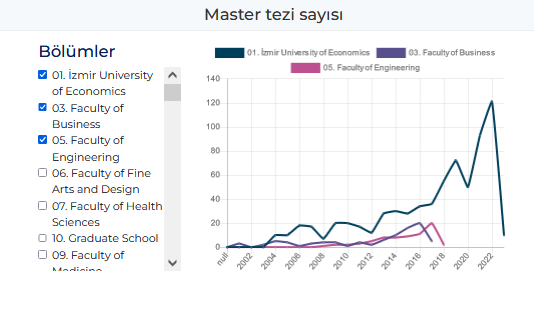 Master tezi sayısı
Bölümler
01. İzmir University
of Economics
03. Faculty of
Business
05. Faculty of
Engineering
06. Faculty of Fine
Arts and Design
07. Faculty of Health
Sciences
10. Graduate School
09. Faculty of
Medicine
01. İzmir University of Economics
03. Faculty of Business
05. Faculty of Engineering
140
120
100
80
60
40
20
0
null
2002
2004
2006
2008
2010
2012
2014
2016
2018
2020
2022